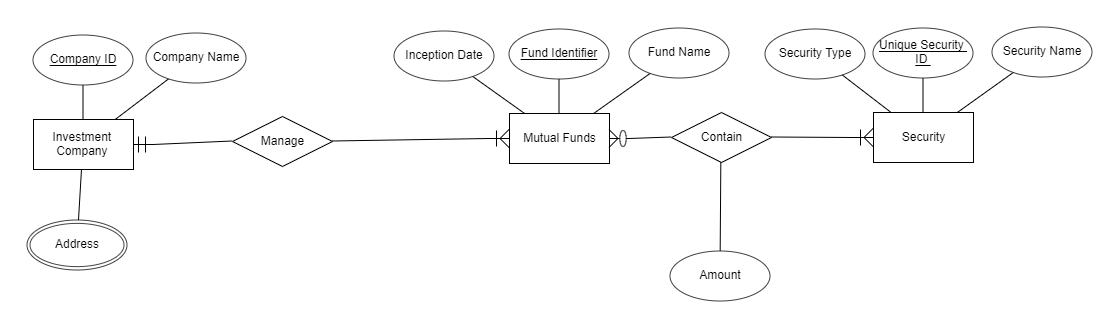 Company ID
Company Name
Inception Date
Fund Identifier
Fund Name
Security Type
Unique Security
ID
Security Name
Investment
Company
Manage
Mutual Funds
Contain
Security
Address
Amount